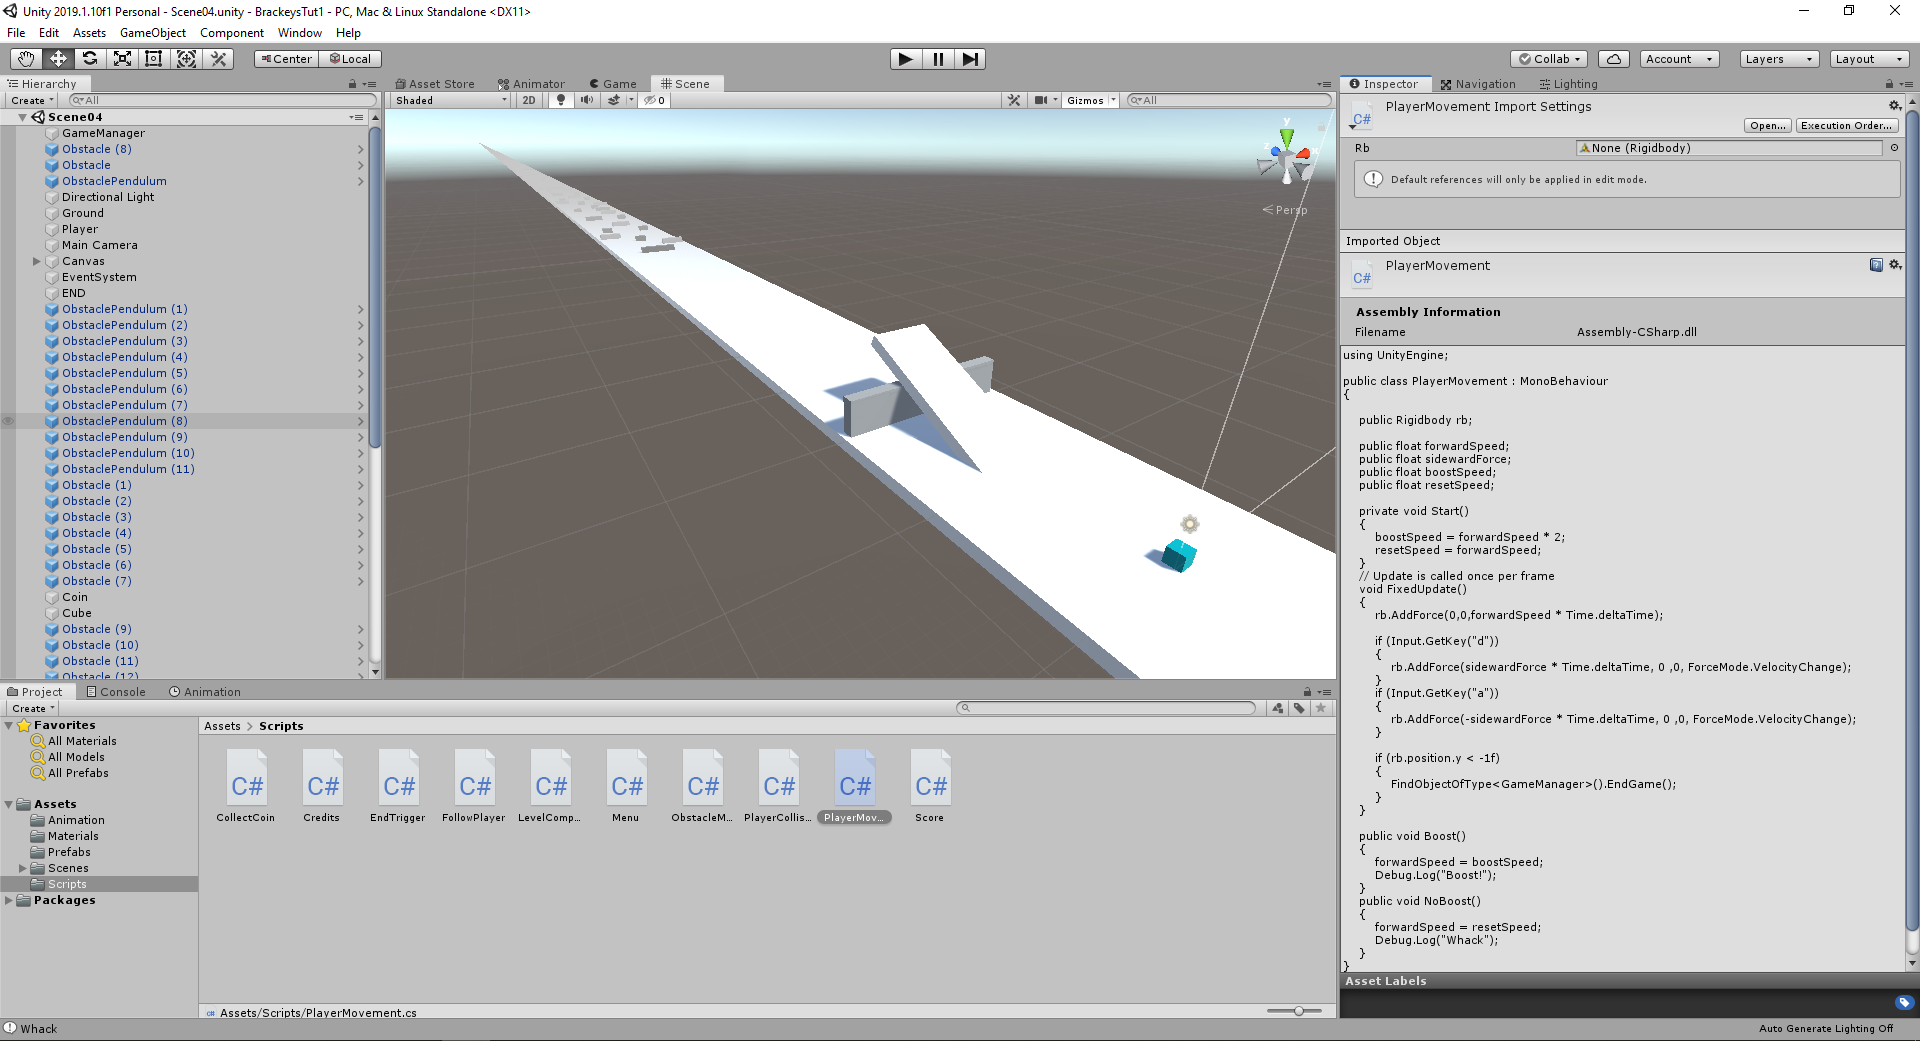 Unity 2019.1.10f1 Personal - Scene04.unity - BrackeysTut1 - PC, Mac & Linux Standalone <DX11>
File Edit Assets GameObject Component Window Help
Center Local
Collab Account Layers Layout
Hierarchy
Create All
Scene04
GameManager
Obstacle (8)
Obstacle
ObstaclePendulum
Directional Light
Ground
Player
Main Camera
Canvas
EventSystem
END
ObstaclePendulum (1)
ObstaclePendulum (2)
ObstaclePendulum (3)
ObstaclePendulum (4)
ObstaclePendulum (5)
ObstaclePendulum (6)
ObstaclePendulum (7)
ObstaclePendulum (8)
ObstaclePendulum (9)
ObstaclePendulum (10)
ObstaclePendulum (11)
Obstacle (1)
Obstacle (2)
Obstacle (3)
Obstacle (4)
Obstacle (5)
Obstacle (6)
Obstacle (7)
Coin
Cube
Obstacle (9)
Obstacle (10)
Obstacle (11)
Obstacle (12)
Asset Store Animator Game Scene
Shaded 2D 0 Gizmos All
y
x
z
Persp
Inspector Navigation Lighting
C#
PlayerMovement Import Settings
Open... Execution Order...
Rb None (Rigidbody)
Default references will only be applied in edit mode.
Imported Object
C#
PlayerMovement
Assembly Information
Filename Assembly-CSharp.dll
using UnityEngine;
public class PlayerMovement : MonoBehaviour
{
public Rigidbody rb;
public float forwardSpeed;
public float sidewardForce;
public float boostSpeed;
public float resetSpeed;
private void Start()
{
boostSpeed = forwardSpeed * 2;
resetSpeed = forwardSpeed;
}
// Update is called once per frame
void FixedUpdate()
{
rb.AddForce(0,0,forwardSpeed * Time.deltaTime);
if (Input.GetKey("d"))
{
rb.AddForce(sidewardForce * Time.deltaTime, 0 ,0, ForceMode.VelocityChange);
}
if (Input.GetKey("a"))
{
rb.AddForce(-sidewardForce * Time.deltaTime, 0 ,0, ForceMode.VelocityChange);
}
if (rb.position.y < -1f)
{
FindObjectOfType<GameManager>().EndGame();
}
}
public void Boost()
{
forwardSpeed = boostSpeed;
Debug.Log("Boost!");
}
public void NoBoost()
{
forwardSpeed = resetSpeed;
Debug.Log("Whack");
}
}
Asset Labels
Project Console Animation
Create
Favorites
All Materials
All Models
All Prefabs
Assets
Animation
Materials
Prefabs
Scenes
Scripts
Packages
Assets > Scripts
C# C# C# C# C# C# C# C# C# C#
CollectCoin Credits EndTrigger FollowPlayer LevelComp... Menu ObstacleM... PlayerCollis... PlayerMov... Score
C# Assets/Scripts/PlayerMovement.cs
Whack
Auto Generate Lighting Off